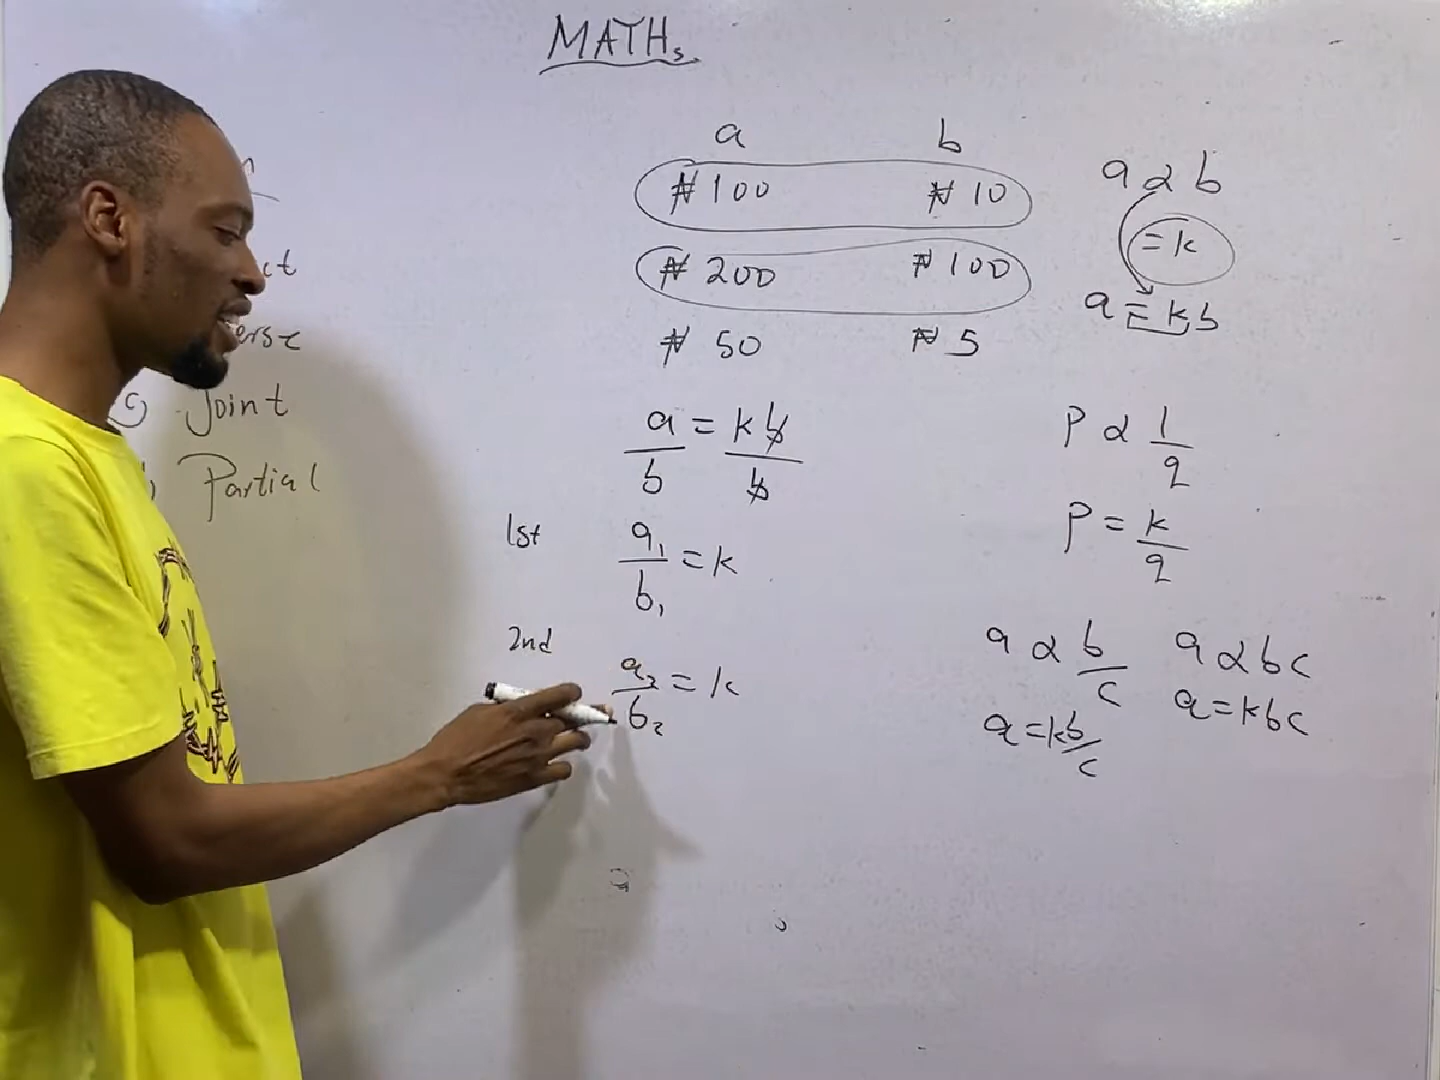 MATHs
a b
₦ 100 ₦ 10
₦ 200 ₦ 100
₦ 50 ₦ 5
a ∝ b
= k
a = kb
Joint
Partial
a/b = kb/b
1st a₁/b₁ = k
2nd a₂/b₂ = k
P ∝ 1/q
P = k/q
a ∝ b/c
a = kb/c
a ∝ bc
a = kbc